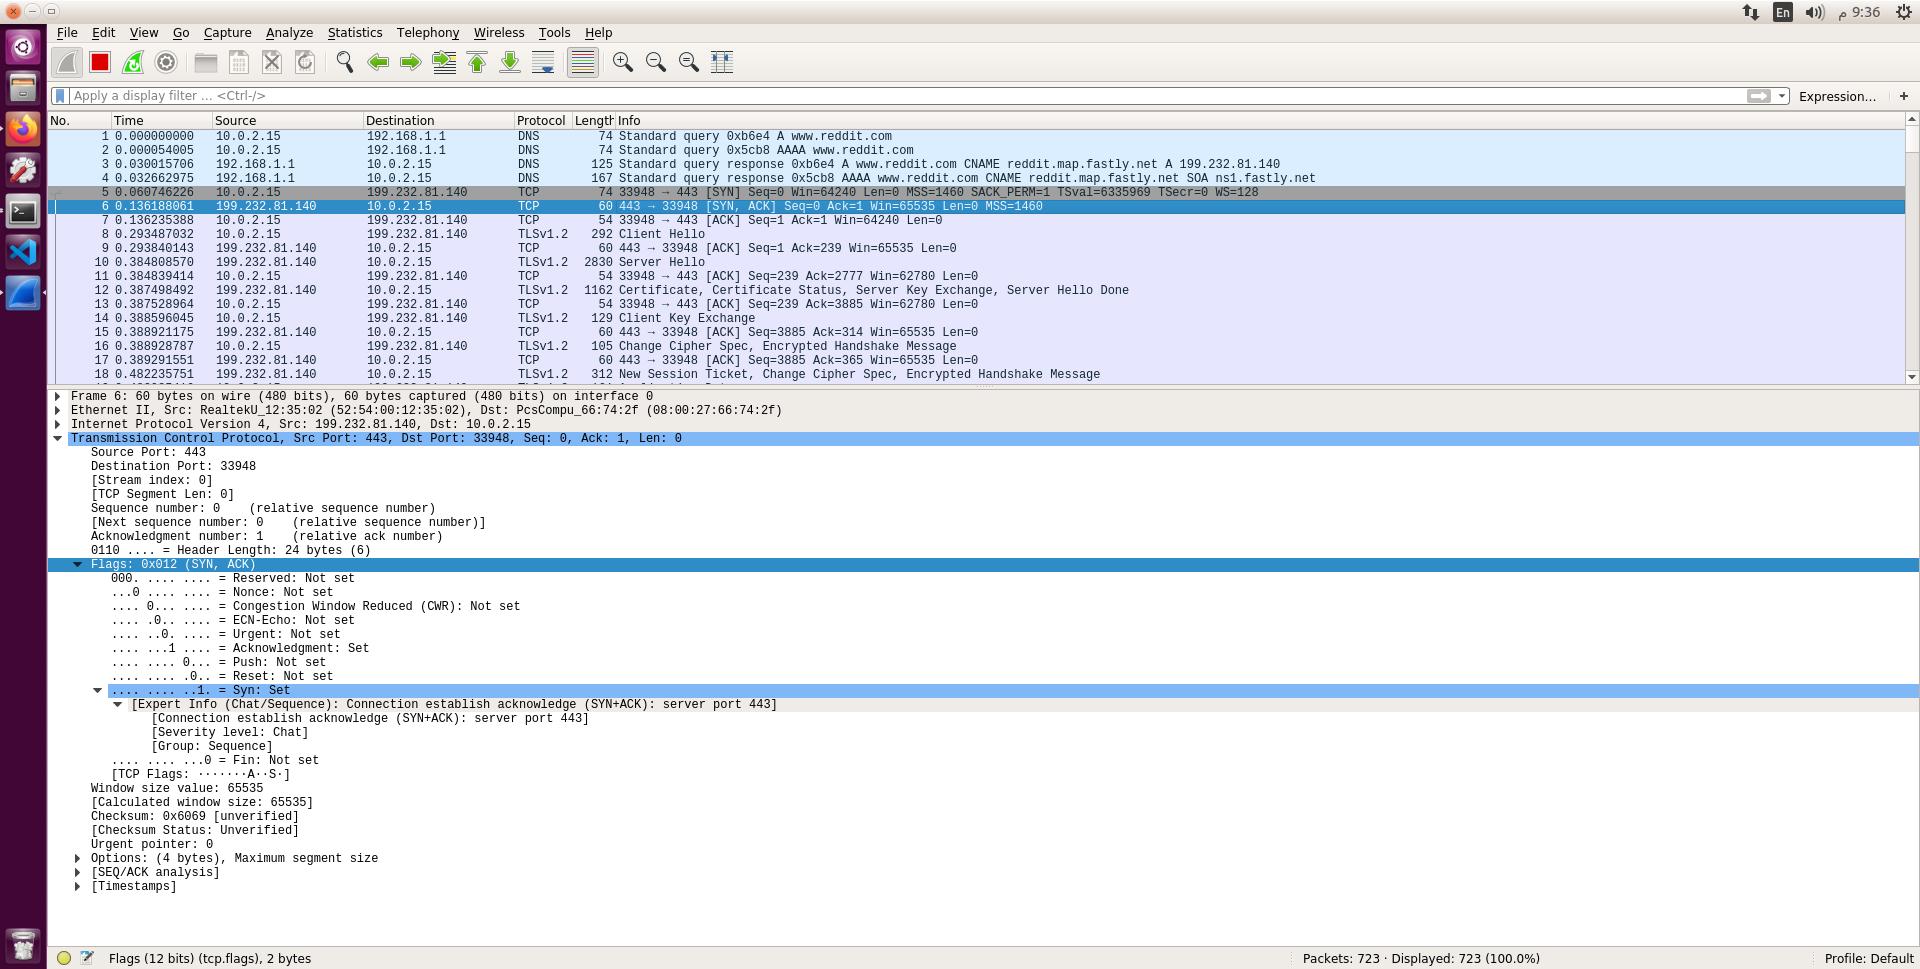 En
م 9:36
File Edit View Go Capture Analyze Statistics Telephony Wireless Tools Help
Apply a display filter ... <Ctrl-/> Expression... +
No. Time Source Destination Protocol Length Info
1 0.000000000 10.0.2.15 192.168.1.1 DNS 74 Standard query 0xb6e4 A www.reddit.com
2 0.000054005 10.0.2.15 192.168.1.1 DNS 74 Standard query 0x5cb8 AAAA www.reddit.com
3 0.030015706 192.168.1.1 10.0.2.15 DNS 125 Standard query response 0xb6e4 A www.reddit.com CNAME reddit.map.fastly.net A 199.232.81.140
4 0.032662975 192.168.1.1 10.0.2.15 DNS 167 Standard query response 0x5cb8 AAAA www.reddit.com CNAME reddit.map.fastly.net SOA ns1.fastly.net
5 0.060746226 10.0.2.15 199.232.81.140 TCP 74 33948 → 443 [SYN] Seq=0 Win=64240 Len=0 MSS=1460 SACK_PERM=1 TSval=6335969 TSecr=0 WS=128
6 0.136188061 199.232.81.140 10.0.2.15 TCP 60 443 → 33948 [SYN, ACK] Seq=0 Ack=1 Win=65535 Len=0 MSS=1460
7 0.136235388 10.0.2.15 199.232.81.140 TCP 54 33948 → 443 [ACK] Seq=1 Ack=1 Win=64240 Len=0
8 0.293487032 10.0.2.15 199.232.81.140 TLSv1.2 292 Client Hello
9 0.293840143 199.232.81.140 10.0.2.15 TCP 60 443 → 33948 [ACK] Seq=1 Ack=239 Win=65535 Len=0
10 0.384808570 199.232.81.140 10.0.2.15 TLSv1.2 2830 Server Hello
11 0.384839414 10.0.2.15 199.232.81.140 TCP 54 33948 → 443 [ACK] Seq=239 Ack=2777 Win=62780 Len=0
12 0.387498492 199.232.81.140 10.0.2.15 TLSv1.2 1162 Certificate, Certificate Status, Server Key Exchange, Server Hello Done
13 0.387528964 10.0.2.15 199.232.81.140 TCP 54 33948 → 443 [ACK] Seq=239 Ack=3885 Win=62780 Len=0
14 0.388596045 10.0.2.15 199.232.81.140 TLSv1.2 129 Client Key Exchange
15 0.388921175 199.232.81.140 10.0.2.15 TCP 60 443 → 33948 [ACK] Seq=3885 Ack=314 Win=65535 Len=0
16 0.388928787 10.0.2.15 199.232.81.140 TLSv1.2 105 Change Cipher Spec, Encrypted Handshake Message
17 0.389291551 199.232.81.140 10.0.2.15 TCP 60 443 → 33948 [ACK] Seq=3885 Ack=365 Win=65535 Len=0
18 0.482235751 199.232.81.140 10.0.2.15 TLSv1.2 312 New Session Ticket, Change Cipher Spec, Encrypted Handshake Message
Frame 6: 60 bytes on wire (480 bits), 60 bytes captured (480 bits) on interface 0
Ethernet II, Src: RealtekU_12:35:02 (52:54:00:12:35:02), Dst: PcsCompu_66:74:2f (08:00:27:66:74:2f)
Internet Protocol Version 4, Src: 199.232.81.140, Dst: 10.0.2.15
Transmission Control Protocol, Src Port: 443, Dst Port: 33948, Seq: 0, Ack: 1, Len: 0
Source Port: 443
Destination Port: 33948
[Stream index: 0]
[TCP Segment Len: 0]
Sequence number: 0 (relative sequence number)
[Next sequence number: 0 (relative sequence number)]
Acknowledgment number: 1 (relative ack number)
0110 .... = Header Length: 24 bytes (6)
Flags: 0x012 (SYN, ACK)
000. .... .... = Reserved: Not set
...0 .... .... = Nonce: Not set
.... 0... .... = Congestion Window Reduced (CWR): Not set
.... .0.. .... = ECN-Echo: Not set
.... ..0. .... = Urgent: Not set
.... ...1 .... = Acknowledgment: Set
.... .... 0... = Push: Not set
.... .... .0.. = Reset: Not set
.... .... ..1. = Syn: Set
[Expert Info (Chat/Sequence): Connection establish acknowledge (SYN+ACK): server port 443]
[Connection establish acknowledge (SYN+ACK): server port 443]
[Severity level: Chat]
[Group: Sequence]
.... .... ...0 = Fin: Not set
[TCP Flags: ·······A··S·]
Window size value: 65535
[Calculated window size: 65535]
Checksum: 0x6069 [unverified]
[Checksum Status: Unverified]
Urgent pointer: 0
Options: (4 bytes), Maximum segment size
[SEQ/ACK analysis]
[Timestamps]
Flags (12 bits) (tcp.flags), 2 bytes
Packets: 723 · Displayed: 723 (100.0%)
Profile: Default